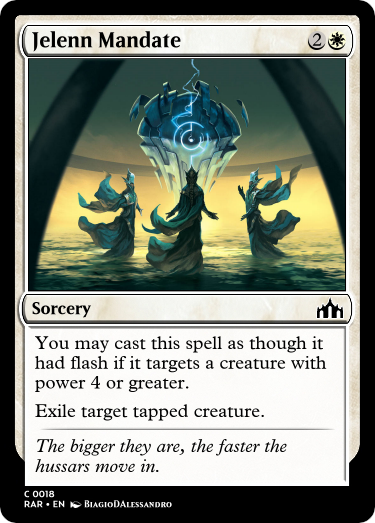 Jelenn Mandate
2
Sorcery
You may cast this spell as though it
had flash if it targets a creature with
power 4 or greater.
Exile target tapped creature.
The bigger they are, the faster the
hussars move in.
C 0018
RAR • EN BiagioDAlessandro